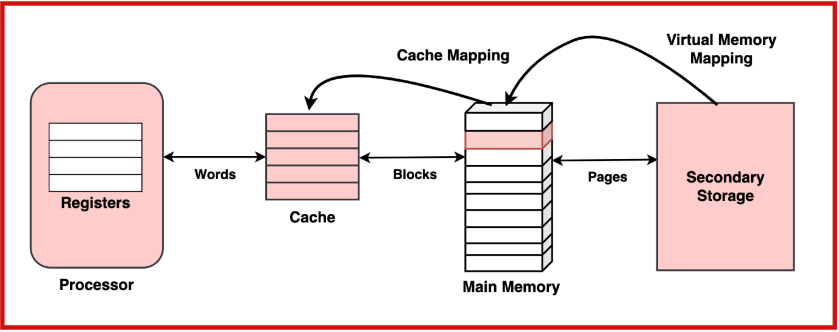 Cache Mapping
Virtual Memory
Mapping
Registers
Processor
Words
Cache
Blocks
Main Memory
Pages
Secondary
Storage